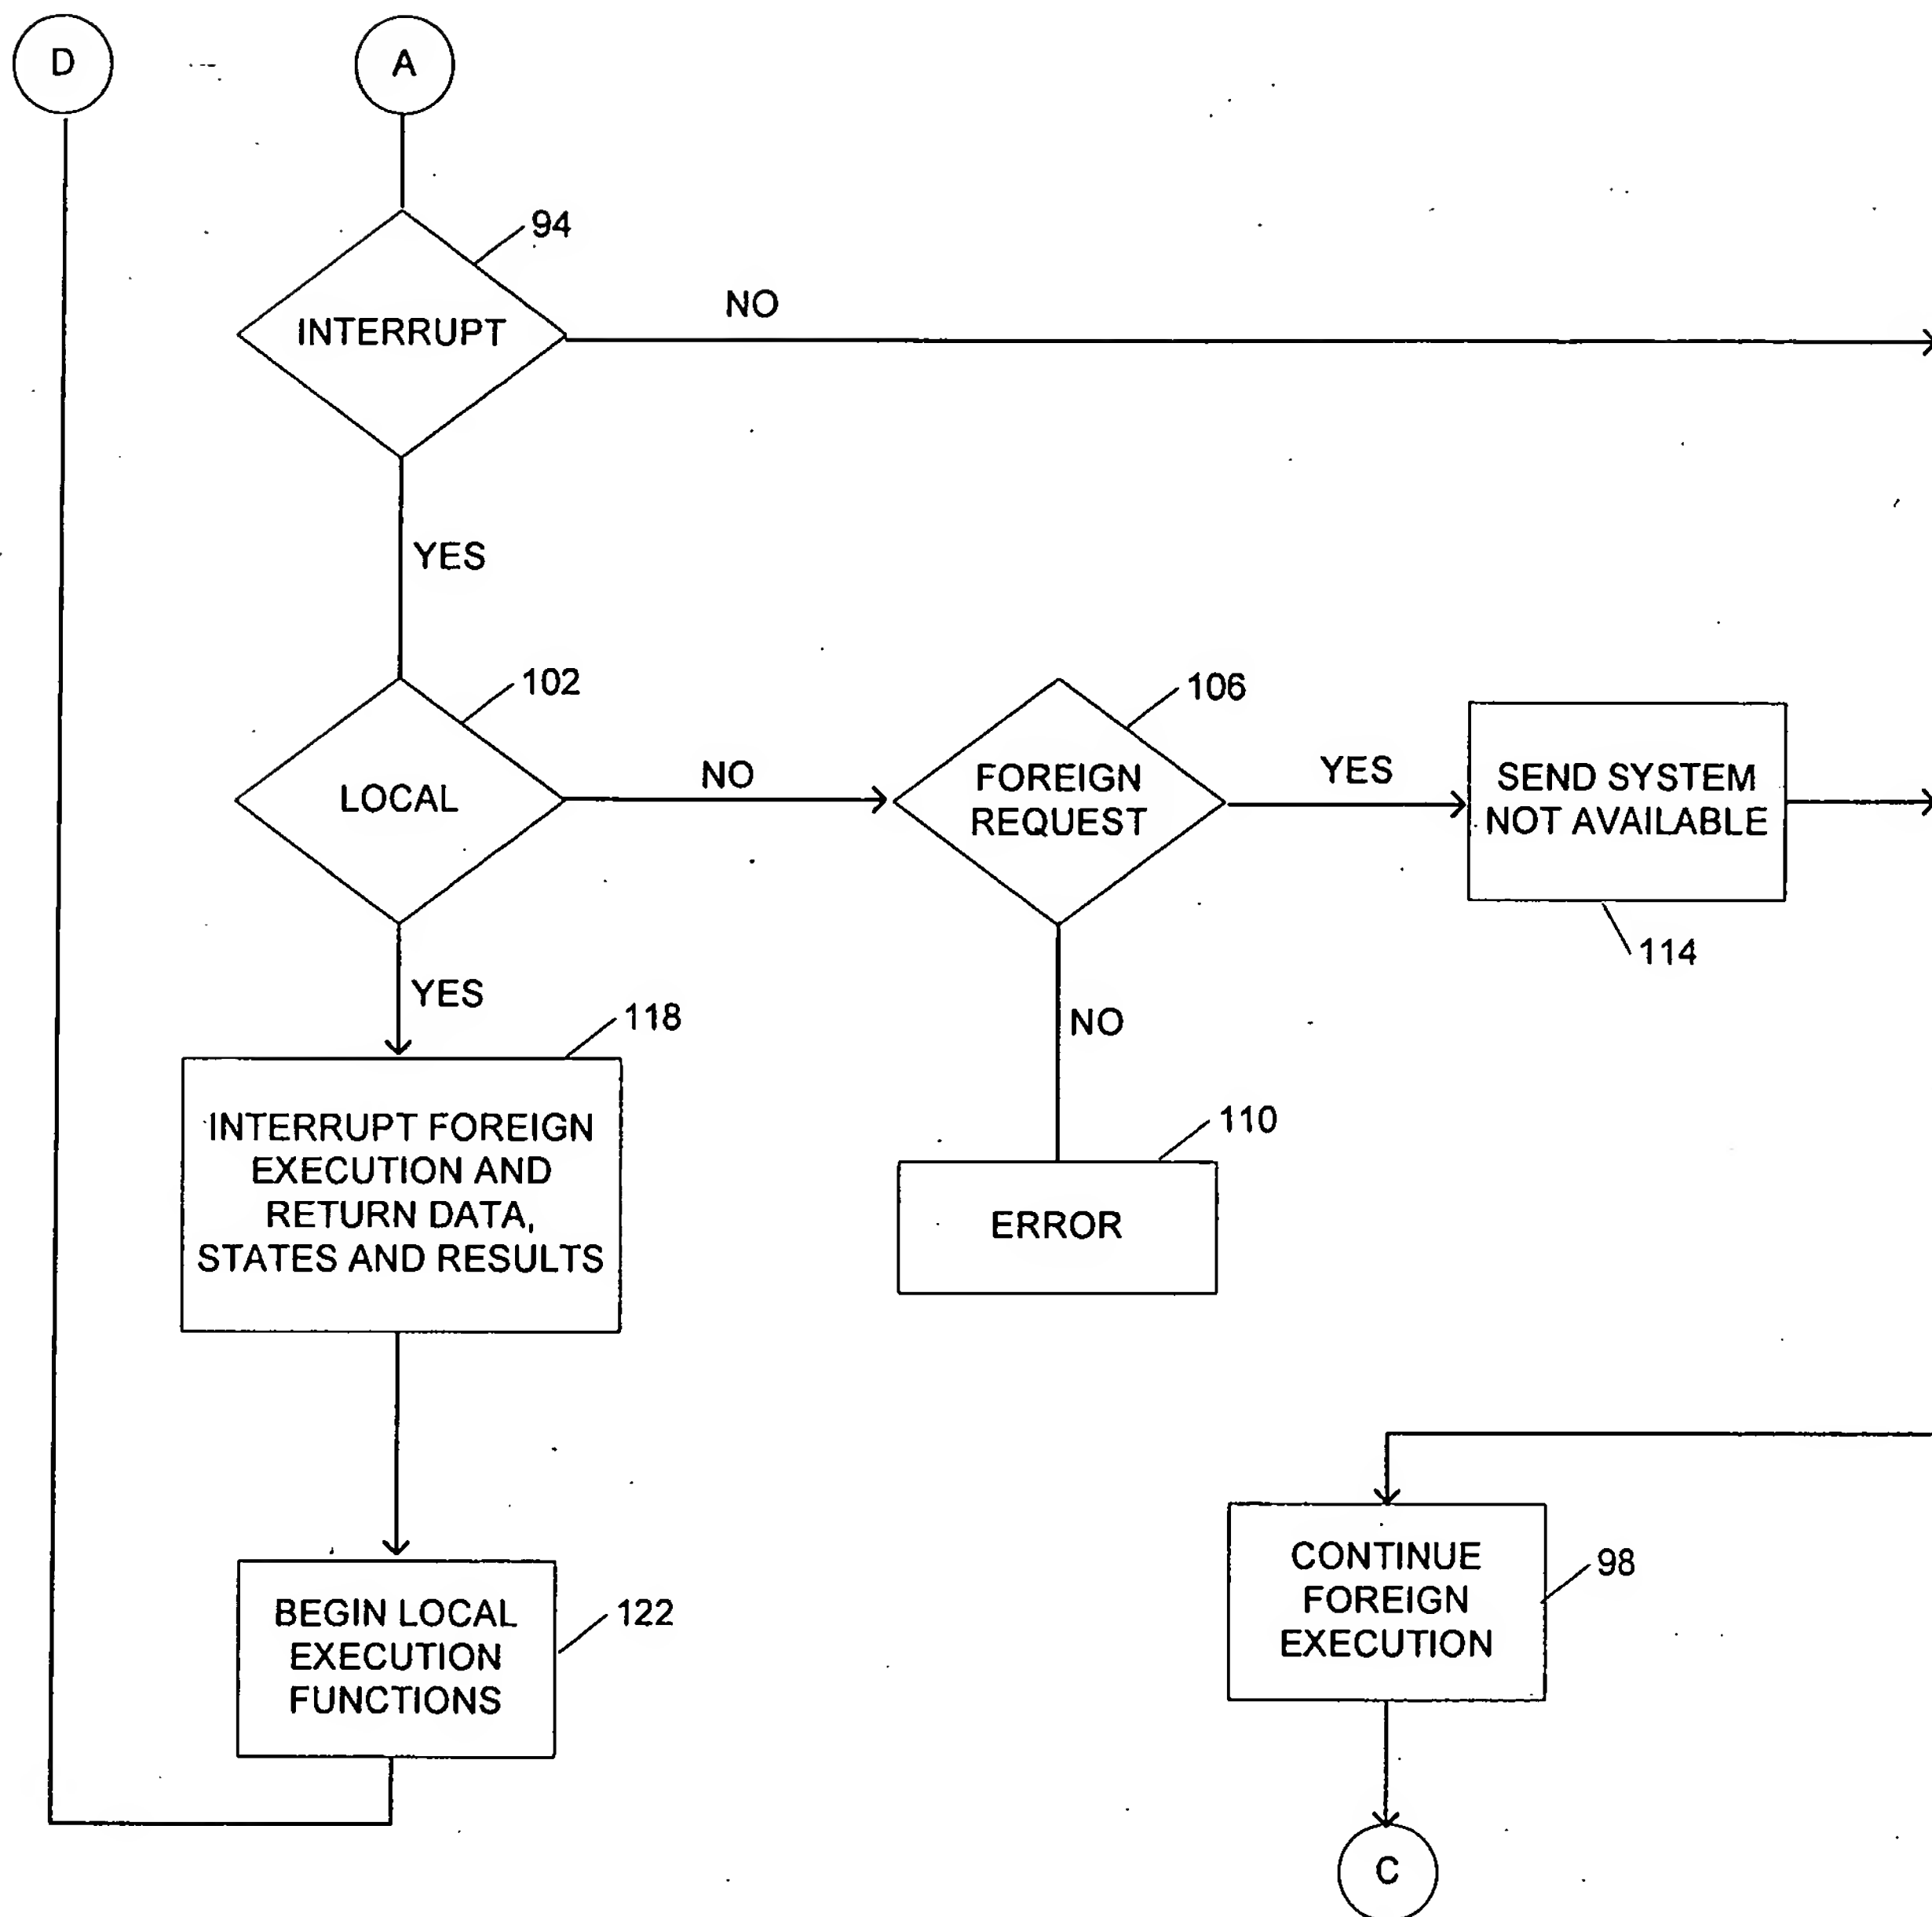 D
A
94
INTERRUPT
NO
YES
102
LOCAL
NO
106
FOREIGN
REQUEST
YES
SEND SYSTEM
NOT AVAILABLE
114
YES
118
INTERRUPT FOREIGN
EXECUTION AND
RETURN DATA,
STATES AND RESULTS
NO
110
ERROR
BEGIN LOCAL
EXECUTION
FUNCTIONS
122
CONTINUE
FOREIGN
EXECUTION
98
C